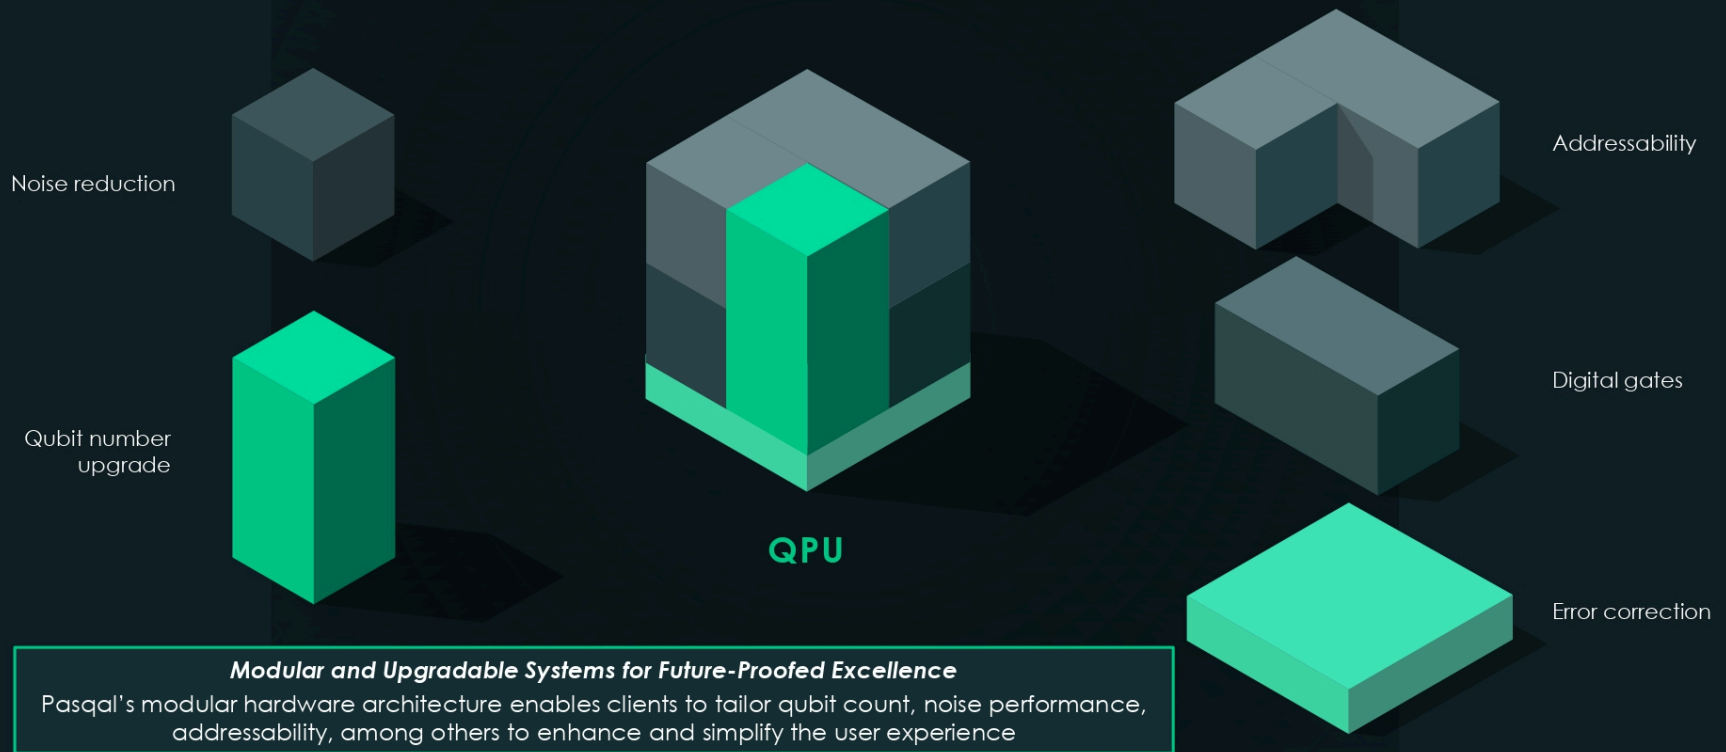 Noise reduction
Qubit number
upgrade
QPU
Addressability
Digital gates
Error correction
Modular and Upgradable Systems for Future-Proofed Excellence
Pasqal’s modular hardware architecture enables clients to tailor qubit count, noise performance,
addressability, among others to enhance and simplify the user experience